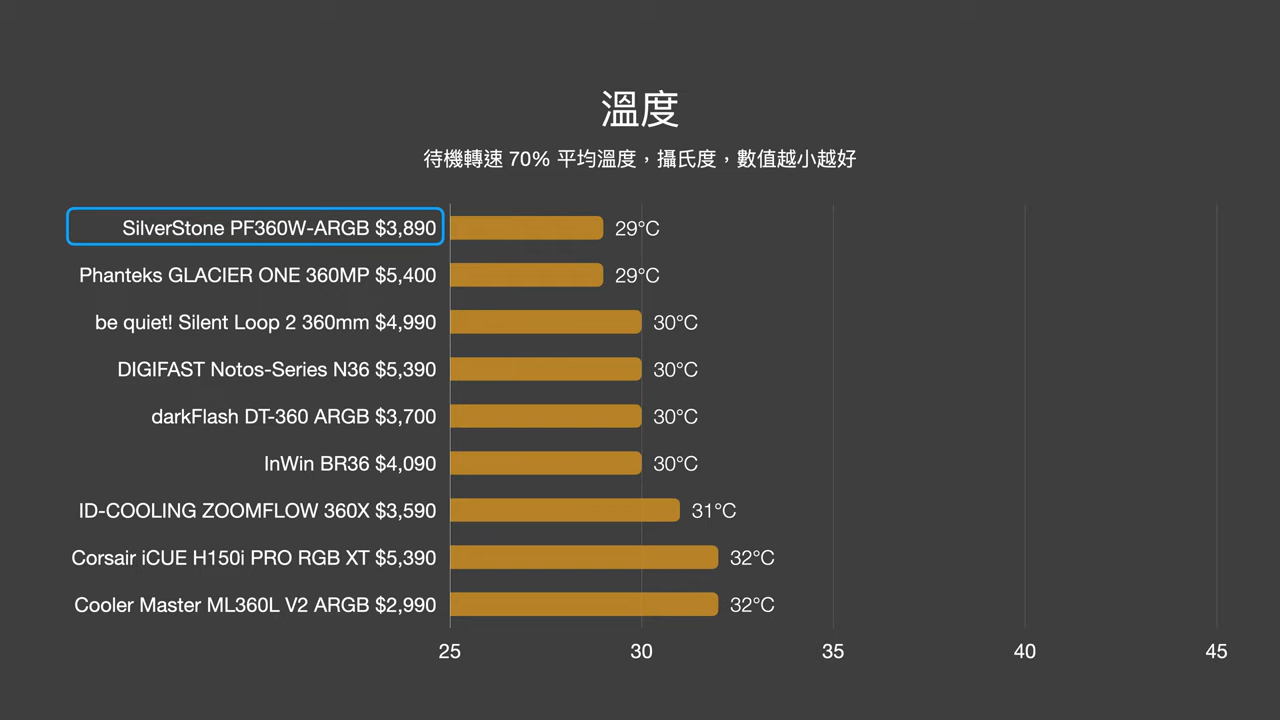 溫度
待機轉速 70% 平均溫度，攝氏度，數值越小越好
SilverStone PF360W-ARGB $3,890 29°C
Phanteks GLACIER ONE 360MP $5,400 29°C
be quiet! Silent Loop 2 360mm $4,990 30°C
DIGIFAST Notos-Series N36 $5,390 30°C
darkFlash DT-360 ARGB $3,700 30°C
InWin BR36 $4,090 30°C
ID-COOLING ZOOMFLOW 360X $3,590 31°C
Corsair iCUE H150i PRO RGB XT $5,390 32°C
Cooler Master ML360L V2 ARGB $2,990 32°C
25 30 35 40 45